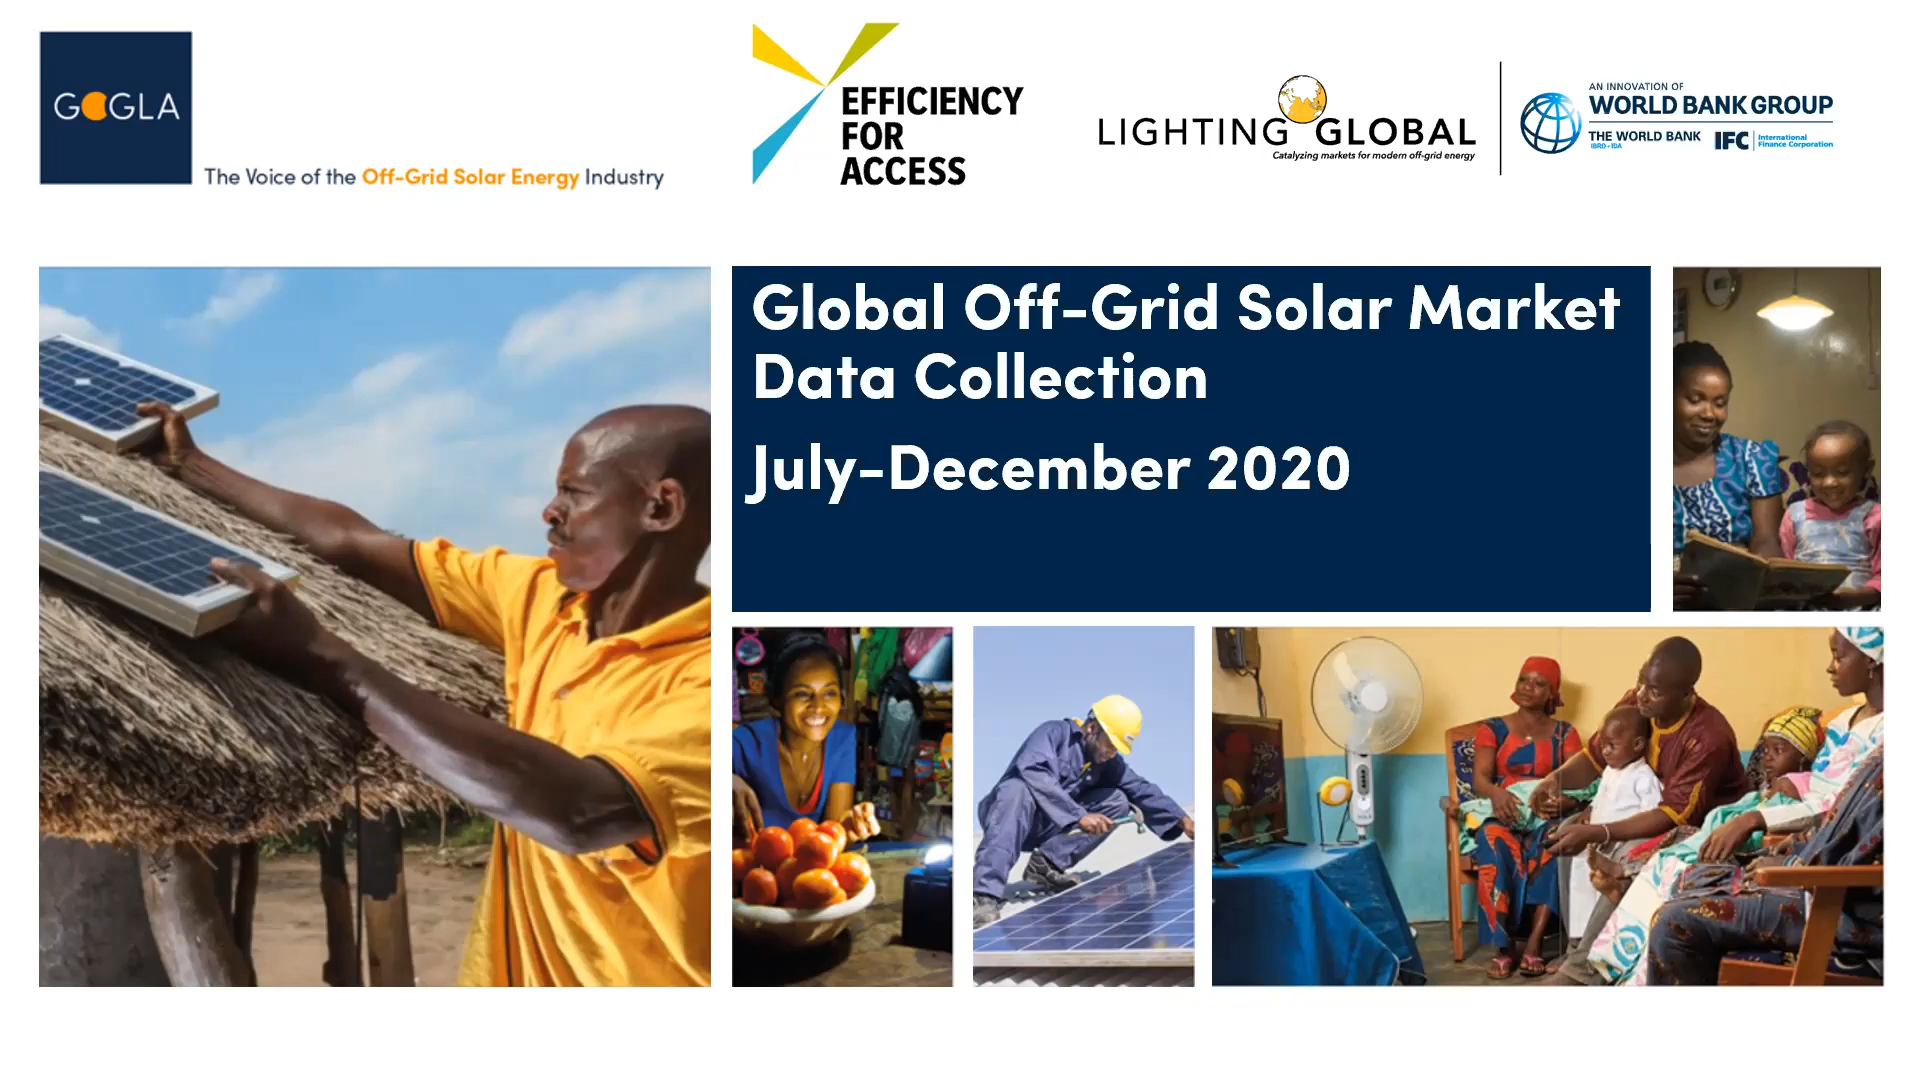 GOGLA
The Voice of the Off-Grid Solar Energy Industry
EFFICIENCY
FOR
ACCESS
LIGHTING GLOBAL
Catalyzing markets for modern off-grid energy
AN INNOVATION OF
WORLD BANK GROUP
THE WORLD BANK
IBRD • IDA
IFC
International
Finance Corporation
Global Off-Grid Solar Market
Data Collection
July-December 2020